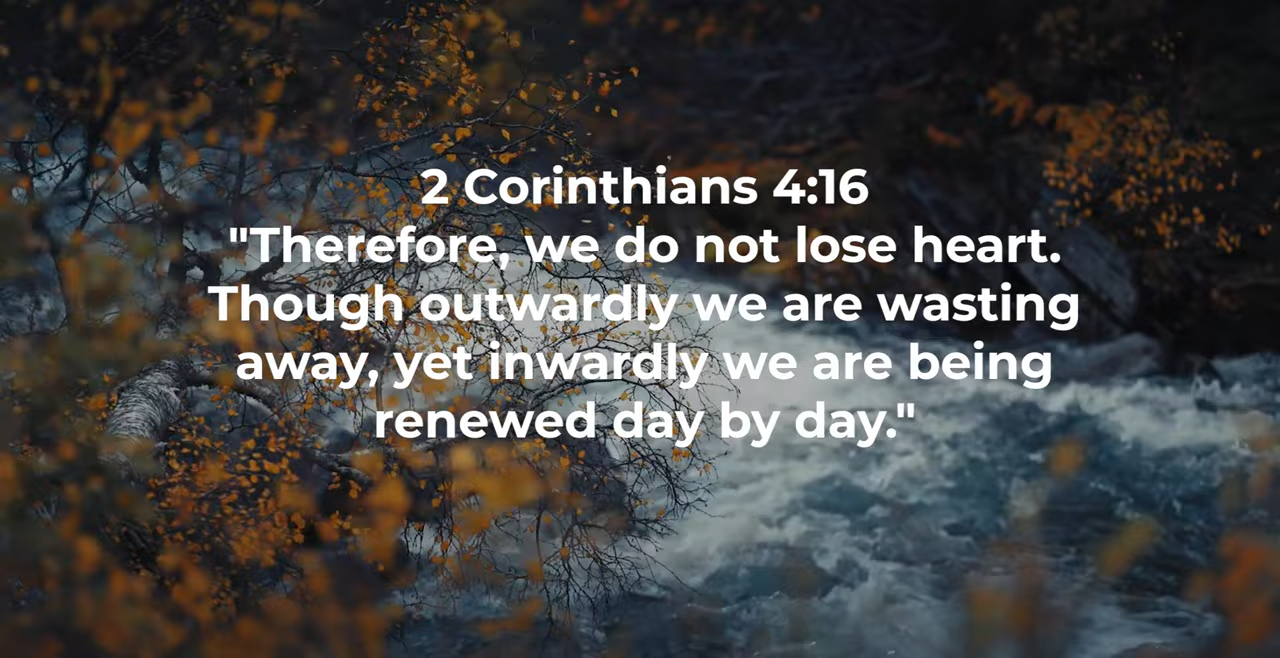 2 Corinthians 4:16
"Therefore, we do not lose heart.
Though outwardly we are wasting
away, yet inwardly we are being
renewed day by day."